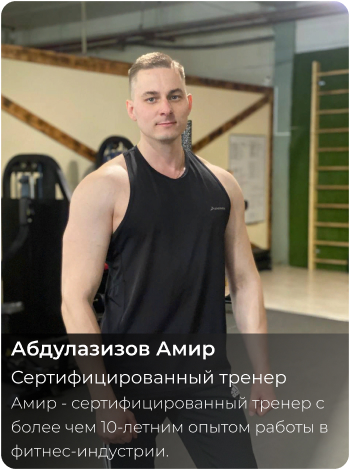 Абдулазизов Амир
Сертифицированный тренер
Амир - сертифицированный тренер с
более чем 10-летним опытом работы в
фитнес-индустрии.